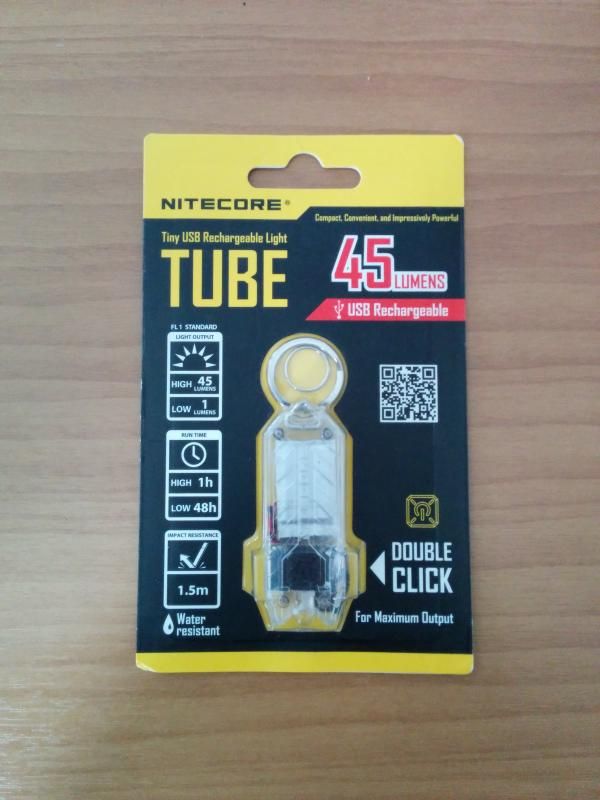 NITECORE®
Compact, Convenient, and Impressively Powerful
Tiny USB Rechargeable Light
TUBE
45 LUMENS
USB Rechargeable
FL 1 STANDARD
LIGHT OUTPUT
HIGH 45 LUMENS
LOW 1 LUMENS
RUN TIME
HIGH 1h
LOW 48h
IMPACT RESISTANCE
1.5m
Water
resistant
DOUBLE
CLICK
For Maximum Output